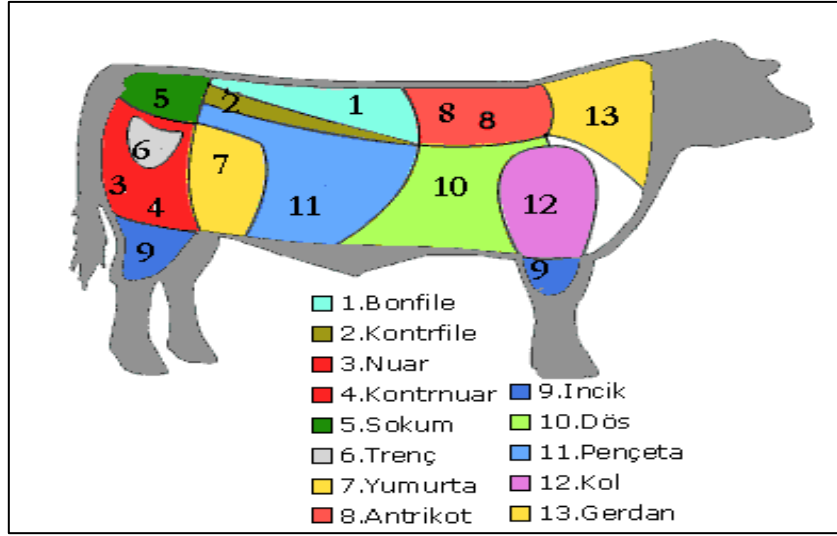 5
2
1
8
8
13
6
7
3
4
11
10
12
9
9
1.Bonfile
2.Kontrfile
3.Nuar
4.Kontrnuar
5.Sokum
6.Trenç
7.Yumurta
8.Antrikot
9.Incik
10.Dös
11.Pençeta
12.Kol
13.Gerdan